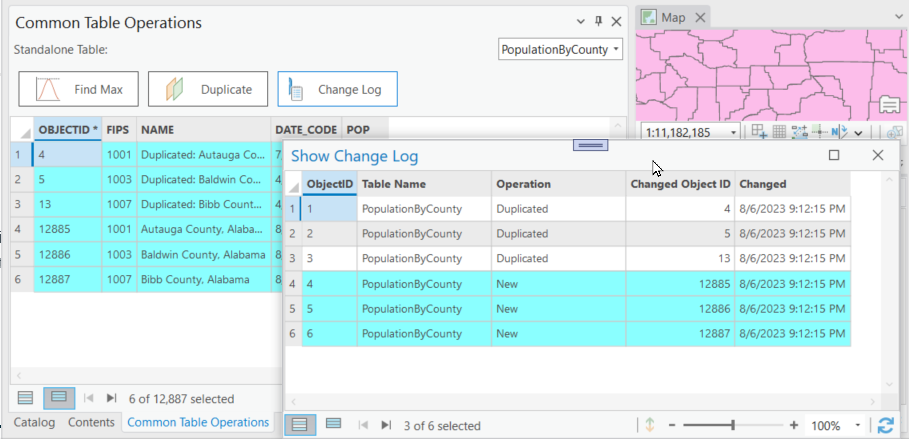 Common Table Operations
Map
Standalone Table:
PopulationByCounty
Find Max
Duplicate
Change Log
1:11,182,185
OBJECTID * FIPS NAME DATE_CODE POP
1 4 1001 Duplicated: Autauga Co... 7
2 5 1003 Duplicated: Baldwin Co... 4
3 13 1007 Duplicated: Bibb Count... 4
4 12885 1001 Autauga County, Alaba... 8
5 12886 1003 Baldwin County, Alabama 8
6 12887 1007 Bibb County, Alabama 8
6 of 12,887 selected
Catalog Contents Common Table Operations
Show Change Log
ObjectID Table Name Operation Changed Object ID Changed
1 1 PopulationByCounty Duplicated 4 8/6/2023 9:12:15 PM
2 2 PopulationByCounty Duplicated 5 8/6/2023 9:12:15 PM
3 3 PopulationByCounty Duplicated 13 8/6/2023 9:12:15 PM
4 4 PopulationByCounty New 12885 8/6/2023 9:12:15 PM
5 5 PopulationByCounty New 12886 8/6/2023 9:12:15 PM
6 6 PopulationByCounty New 12887 8/6/2023 9:12:15 PM
3 of 6 selected
100%